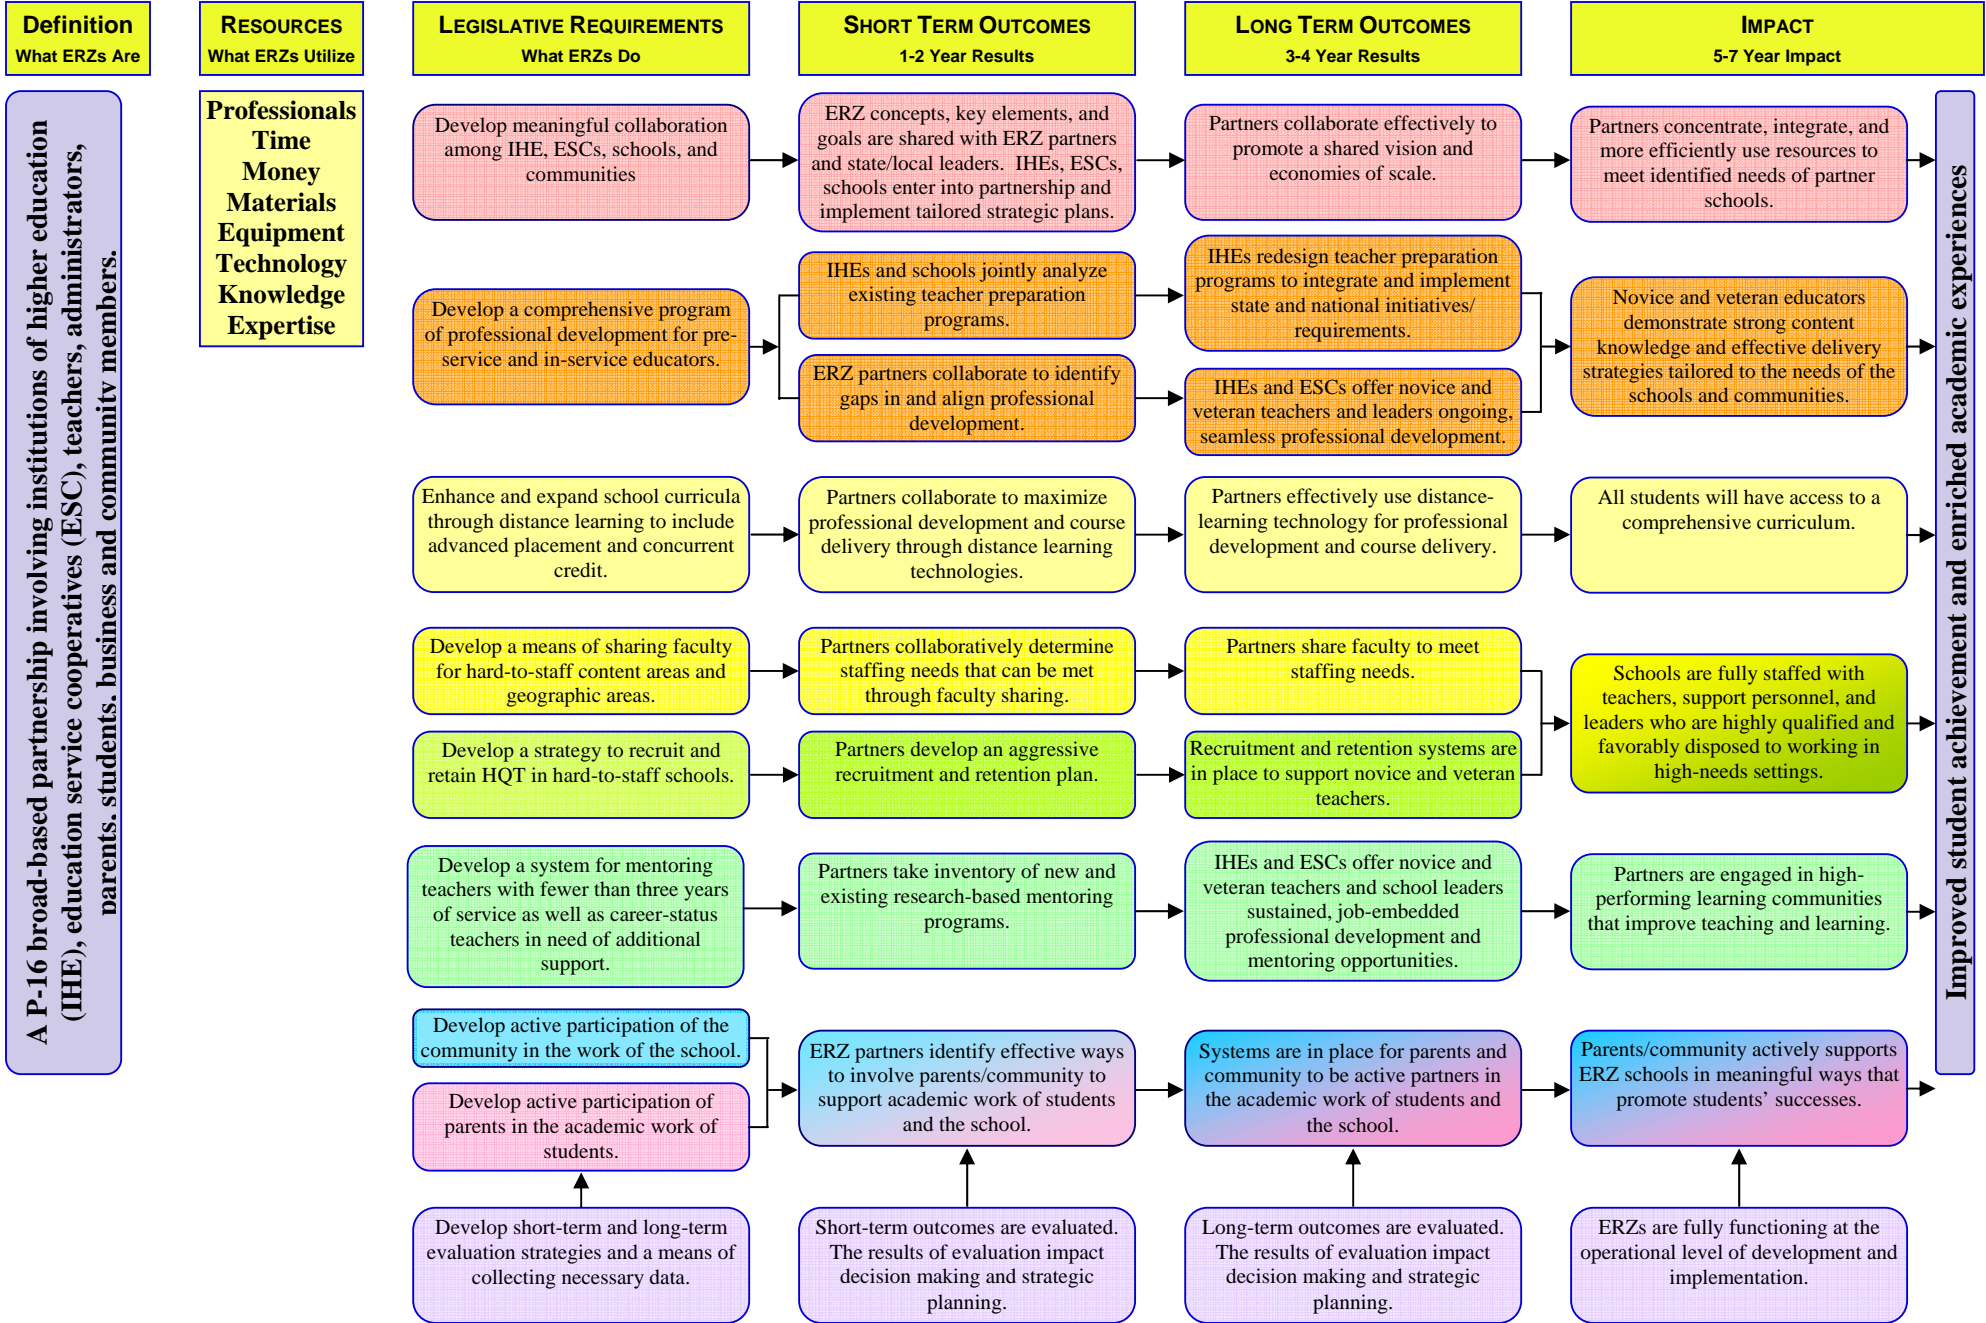 Definition
What ERZs Are
RESOURCES
What ERZs Utilize
LEGISLATIVE REQUIREMENTS
What ERZs Do
SHORT TERM OUTCOMES
1-2 Year Results
LONG TERM OUTCOMES
3-4 Year Results
IMPACT
5-7 Year Impact
A P-16 broad-based partnership involving institutions of higher education
(IHE), education service cooperatives (ESC), teachers, administrators,
parents, students, business and community members.
Professionals
Time
Money
Materials
Equipment
Technology
Knowledge
Expertise
Develop meaningful collaboration
among IHE, ESCs, schools, and
communities
ERZ concepts, key elements, and
goals are shared with ERZ partners
and state/local leaders.  IHEs, ESCs,
schools enter into partnership and
implement tailored strategic plans.
Partners collaborate effectively to
promote a shared vision and
economies of scale.
Partners concentrate, integrate, and
more efficiently use resources to
meet identified needs of partner
schools.
Develop a comprehensive program
of professional development for pre-
service and in-service educators.
IHEs and schools jointly analyze
existing teacher preparation
programs.
ERZ partners collaborate to identify
gaps in and align professional
development.
IHEs redesign teacher preparation
programs to integrate and implement
state and national initiatives/
requirements.
IHEs and ESCs offer novice and
veteran teachers and leaders ongoing,
seamless professional development.
Novice and veteran educators
demonstrate strong content
knowledge and effective delivery
strategies tailored to the needs of the
schools and communities.
Enhance and expand school curricula
through distance learning to include
advanced placement and concurrent
credit.
Partners collaborate to maximize
professional development and course
delivery through distance learning
technologies.
Partners effectively use distance-
learning technology for professional
development and course delivery.
All students will have access to a
comprehensive curriculum.
Develop a means of sharing faculty
for hard-to-staff content areas and
geographic areas.
Partners collaboratively determine
staffing needs that can be met
through faculty sharing.
Partners share faculty to meet
staffing needs.
Develop a strategy to recruit and
retain HQT in hard-to-staff schools.
Partners develop an aggressive
recruitment and retention plan.
Recruitment and retention systems are
in place to support novice and veteran
teachers.
Schools are fully staffed with
teachers, support personnel, and
leaders who are highly qualified and
favorably disposed to working in
high-needs settings.
Develop a system for mentoring
teachers with fewer than three years
of service as well as career-status
teachers in need of additional
support.
Partners take inventory of new and
existing research-based mentoring
programs.
IHEs and ESCs offer novice and
veteran teachers and school leaders
sustained, job-embedded
professional development and
mentoring opportunities.
Partners are engaged in high-
performing learning communities
that improve teaching and learning.
Develop active participation of the
community in the work of the school.
Develop active participation of
parents in the academic work of
students.
ERZ partners identify effective ways
to involve parents/community to
support academic work of students
and the school.
Systems are in place for parents and
community to be active partners in
the academic work of students and
the school.
Parents/community actively supports
ERZ schools in meaningful ways that
promote students’ successes.
Develop short-term and long-term
evaluation strategies and a means of
collecting necessary data.
Short-term outcomes are evaluated.
The results of evaluation impact
decision making and strategic
planning.
Long-term outcomes are evaluated.
The results of evaluation impact
decision making and strategic
planning.
ERZs are fully functioning at the
operational level of development and
implementation.
Improved student achievement and enriched academic experiences